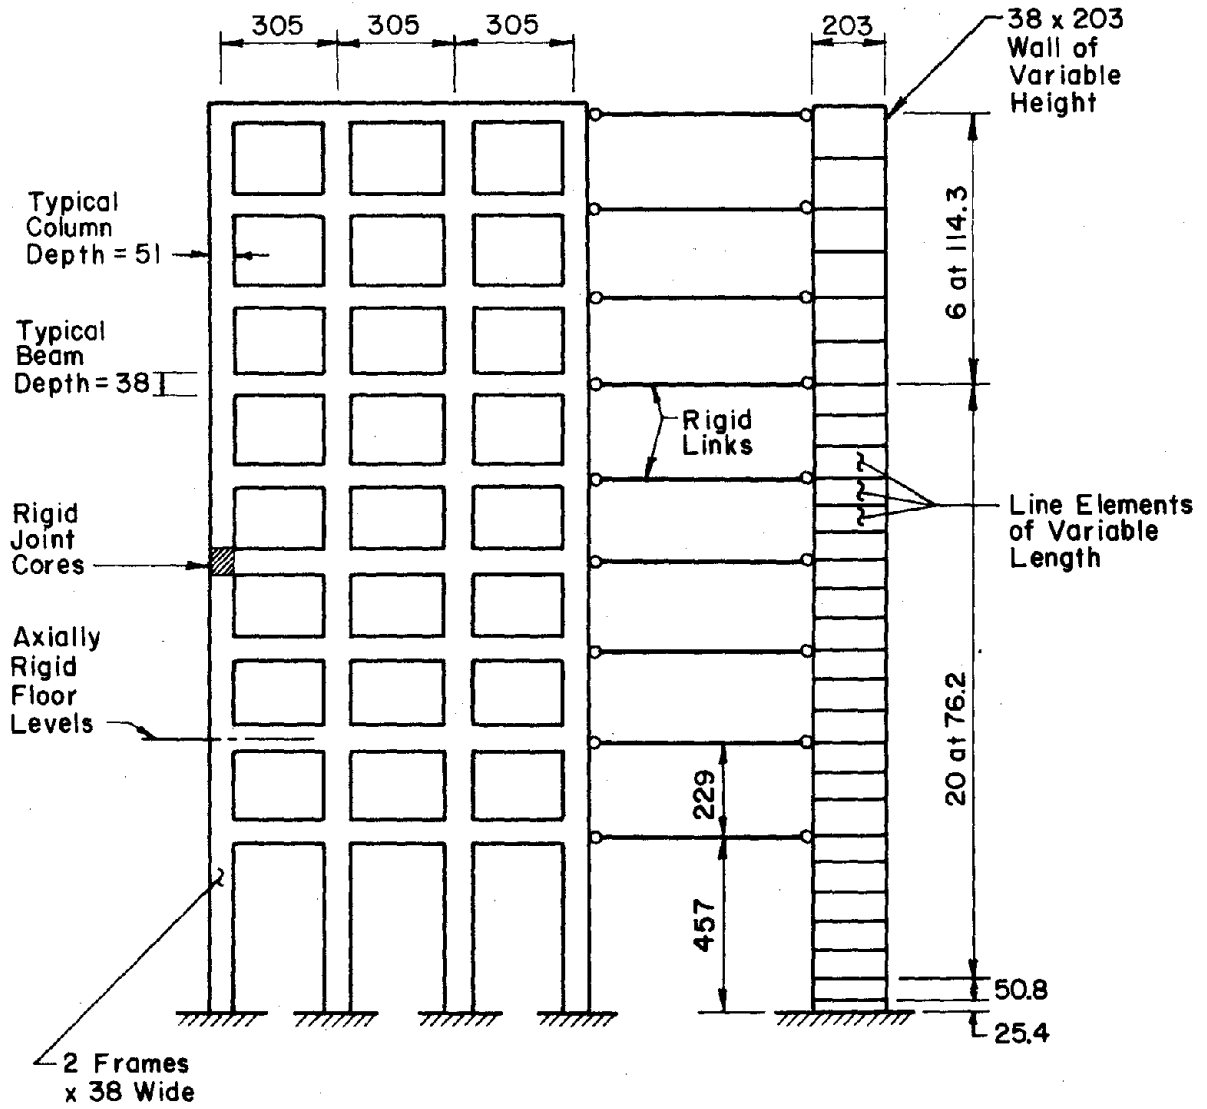 305
305
305
203
38 x 203
Wall of
Variable
Height
Typical
Column
Depth = 51
6 at 114.3
Typical
Beam
Depth = 38
Rigid
Links
Rigid
Joint
Cores
Line Elements
of Variable
Length
Axially
Rigid
Floor
Levels
20 at 76.2
229
457
50.8
25.4
2 Frames
x 38 Wide